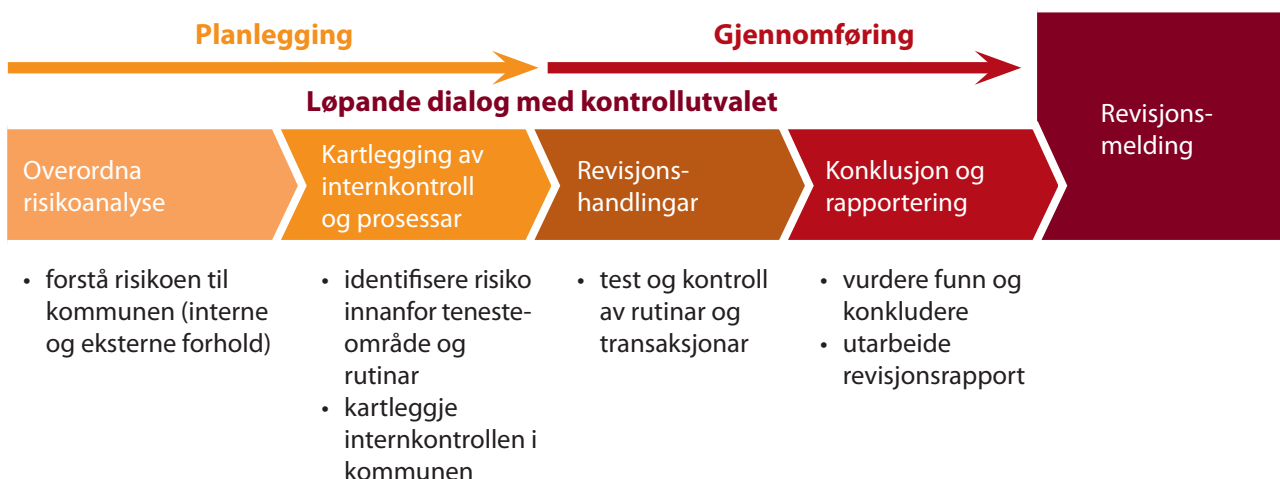 Planlegging
Gjennomføring
Løpande dialog med kontrollutvalet
Overordna
risikoanalyse
Kartlegging av
internkontroll
og prosessar
Revisjons-
handlingar
Konklusjon og
rapportering
Revisjons-
melding
• forstå risikoen til
kommunen (interne
og eksterne forhold)
• identifisere risiko
innanfor teneste-
område og
rutinar
• kartleggje
internkontrollen i
kommunen
• test og kontroll
av rutinar og
transaksjonar
• vurdere funn og
konkludere
• utarbeide
revisjonsrapport